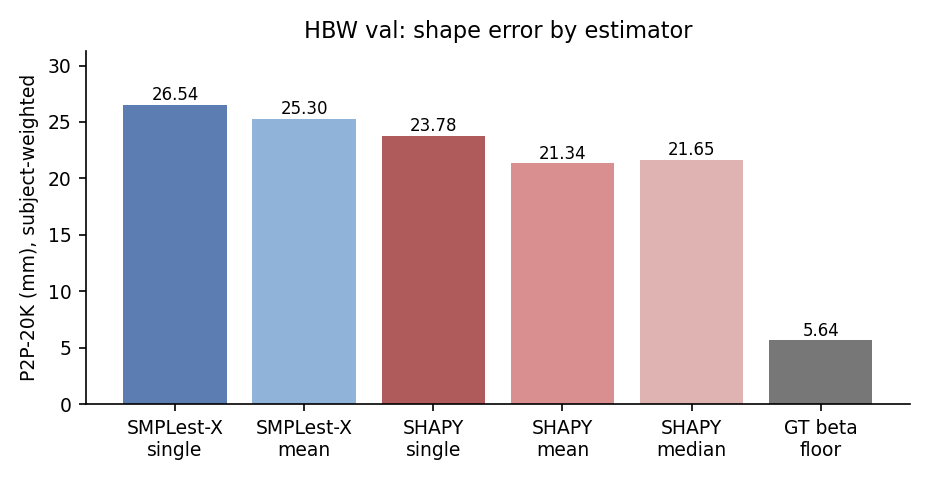 HBW val: shape error by estimator
P2P-20K (mm), subject-weighted
30
25
20
15
10
5
0
26.54
25.30
23.78
21.34
21.65
5.64
SMPLest-X
single
SMPLest-X
mean
SHAPY
single
SHAPY
mean
SHAPY
median
GT beta
floor